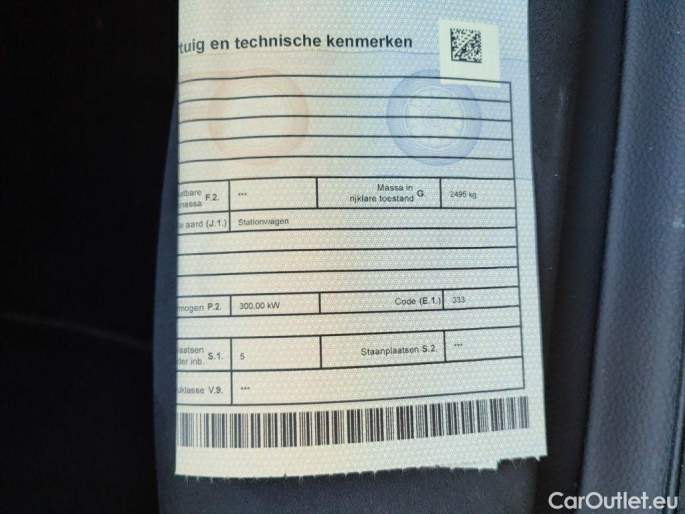 tuig en technische kenmerken
F.2.
***
Massa in
rijklare toestand
G
2495 kg
aard (J.1.)
Stationwagen
P.2.
300,00 kW
Code (E.1.)
333
S.1.
5
Staanplaatsen S.2.
***
V.9.
***
CarOutlet.eu